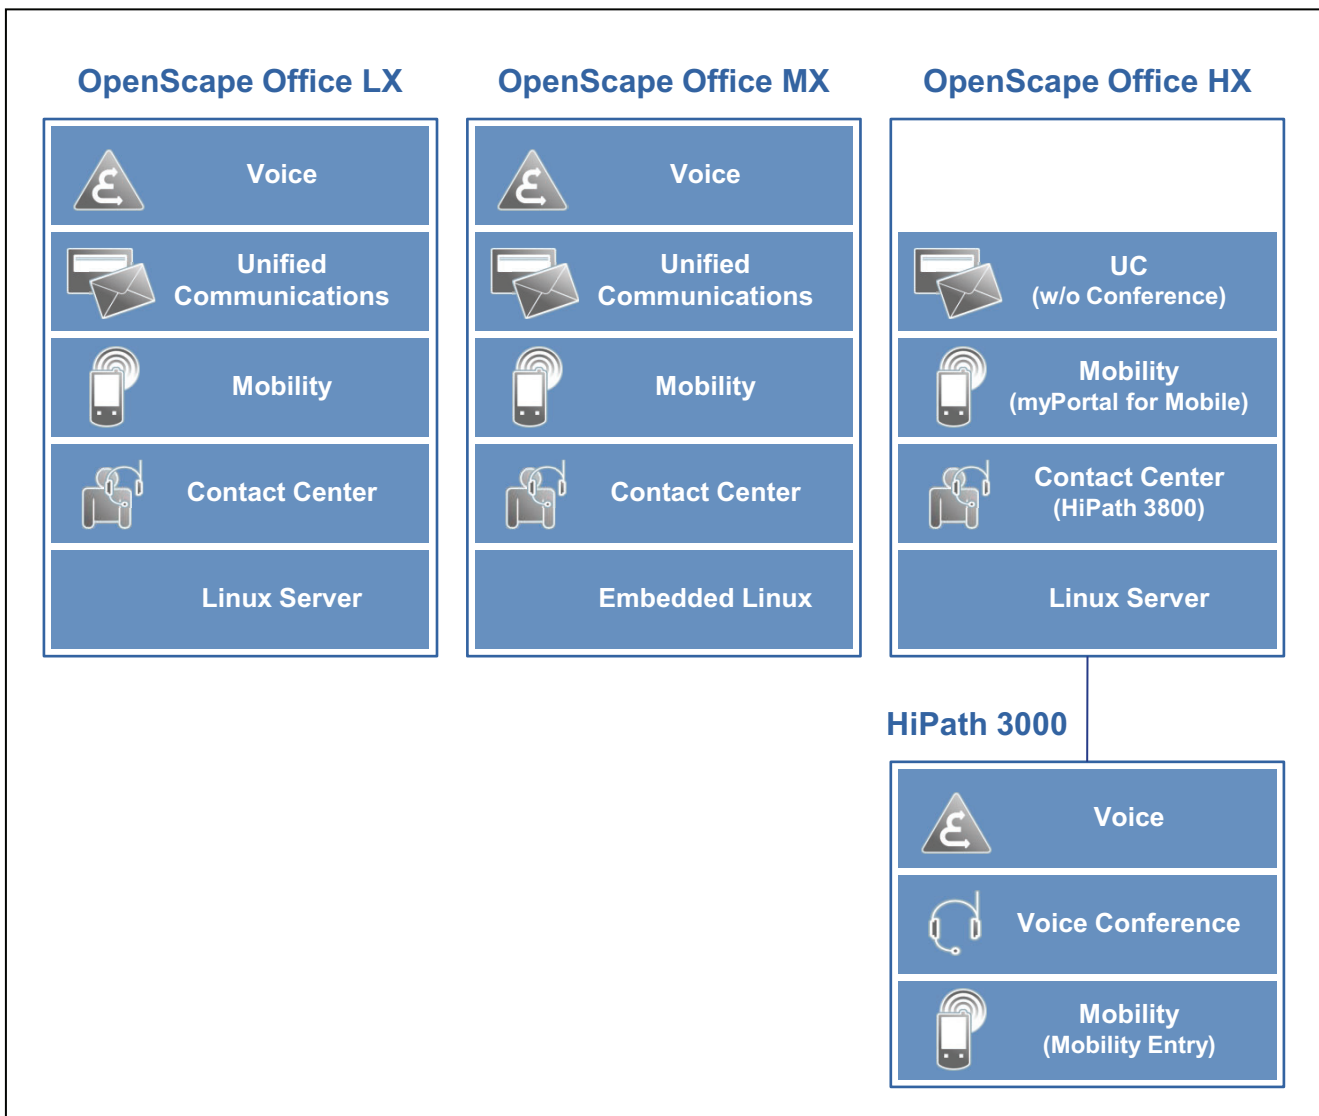 OpenScape Office LX
Voice
Unified
Communications
Mobility
Contact Center
Linux Server
OpenScape Office MX
Voice
Unified
Communications
Mobility
Contact Center
Embedded Linux
OpenScape Office HX
UC
(w/o Conference)
Mobility
(myPortal for Mobile)
Contact Center
(HiPath 3800)
Linux Server
HiPath 3000
Voice
Voice Conference
Mobility
(Mobility Entry)